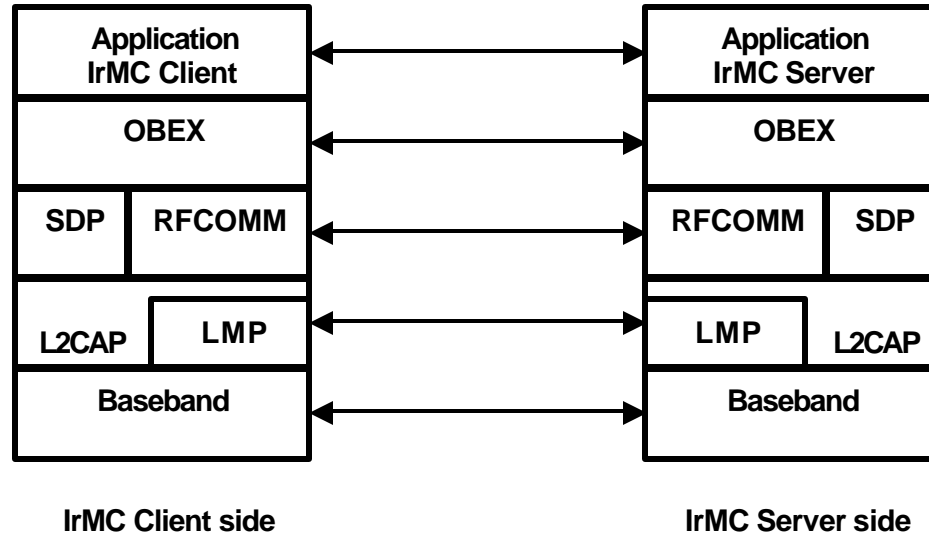 Application
IrMC Client
Application
IrMC Server
OBEX
OBEX
SDP
RFCOMM
RFCOMM
SDP
L2CAP
LMP
LMP
L2CAP
Baseband
Baseband
IrMC Client side
IrMC Server side